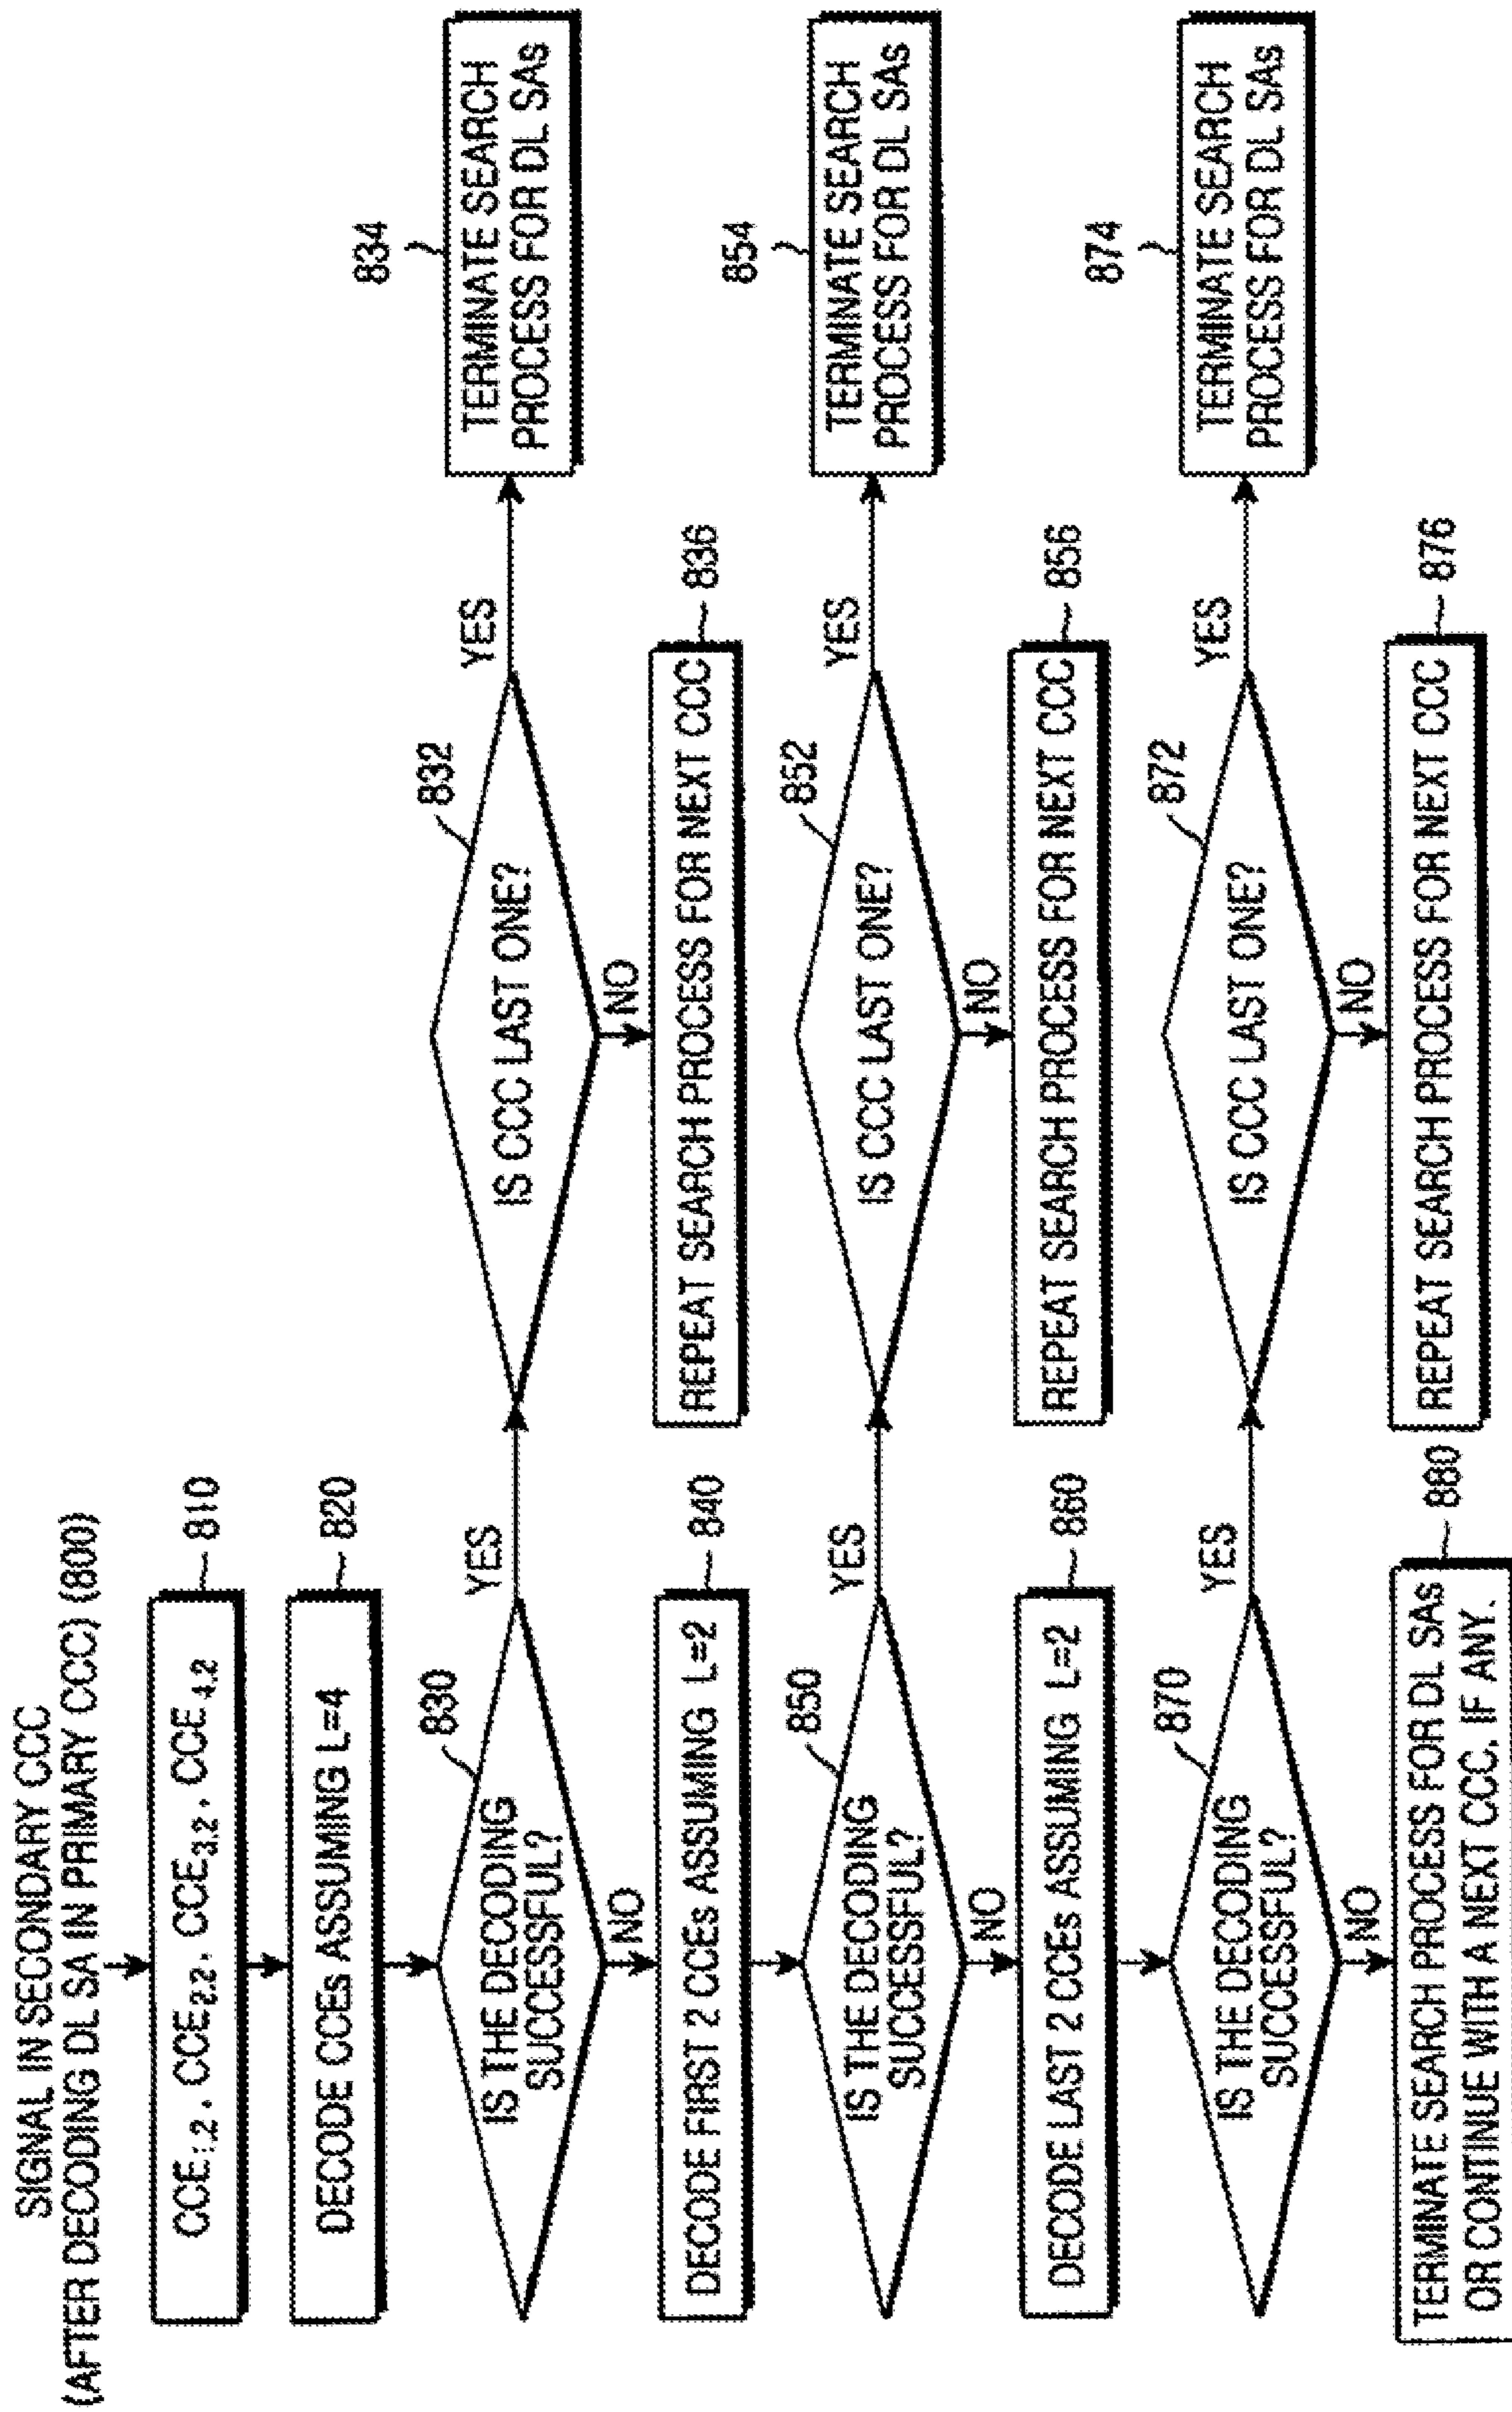 SIGNAL IN SECONDARY CCC
(AFTER DECODING DL SA IN PRIMARY CCC) (800)
CCE1,2, CCE2,2, CCE3,2, CCE4,2
810
DECODE CCEs ASSUMING L=4
820
IS THE DECODING
SUCCESSFUL?
830
YES
NO
IS CCC LAST ONE?
832
YES
NO
TERMINATE SEARCH
PROCESS FOR DL SAs
834
REPEAT SEARCH PROCESS FOR NEXT CCC
836
DECODE FIRST 2 CCEs ASSUMING L=2
840
IS THE DECODING
SUCCESSFUL?
850
YES
NO
IS CCC LAST ONE?
852
YES
NO
TERMINATE SEARCH
PROCESS FOR DL SAs
854
REPEAT SEARCH PROCESS FOR NEXT CCC
856
DECODE LAST 2 CCEs ASSUMING L=2
860
IS THE DECODING
SUCCESSFUL?
870
YES
NO
IS CCC LAST ONE?
872
YES
NO
TERMINATE SEARCH
PROCESS FOR DL SAs
874
REPEAT SEARCH PROCESS FOR NEXT CCC
876
TERMINATE SEARCH PROCESS FOR DL SAs
OR CONTINUE WITH A NEXT CCC, IF ANY.
880